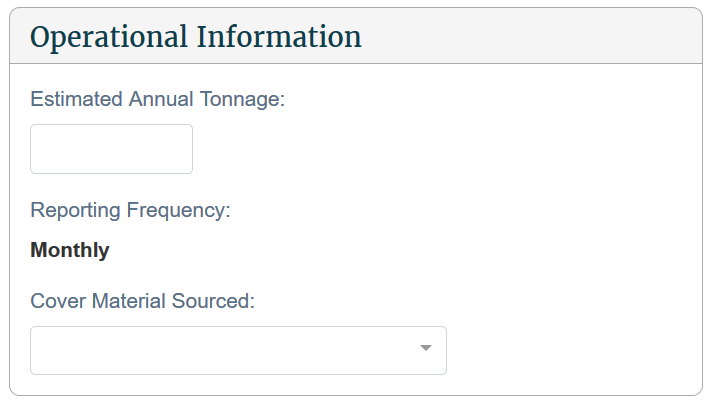 Operational Information
Estimated Annual Tonnage:
Reporting Frequency:
Monthly
Cover Material Sourced: